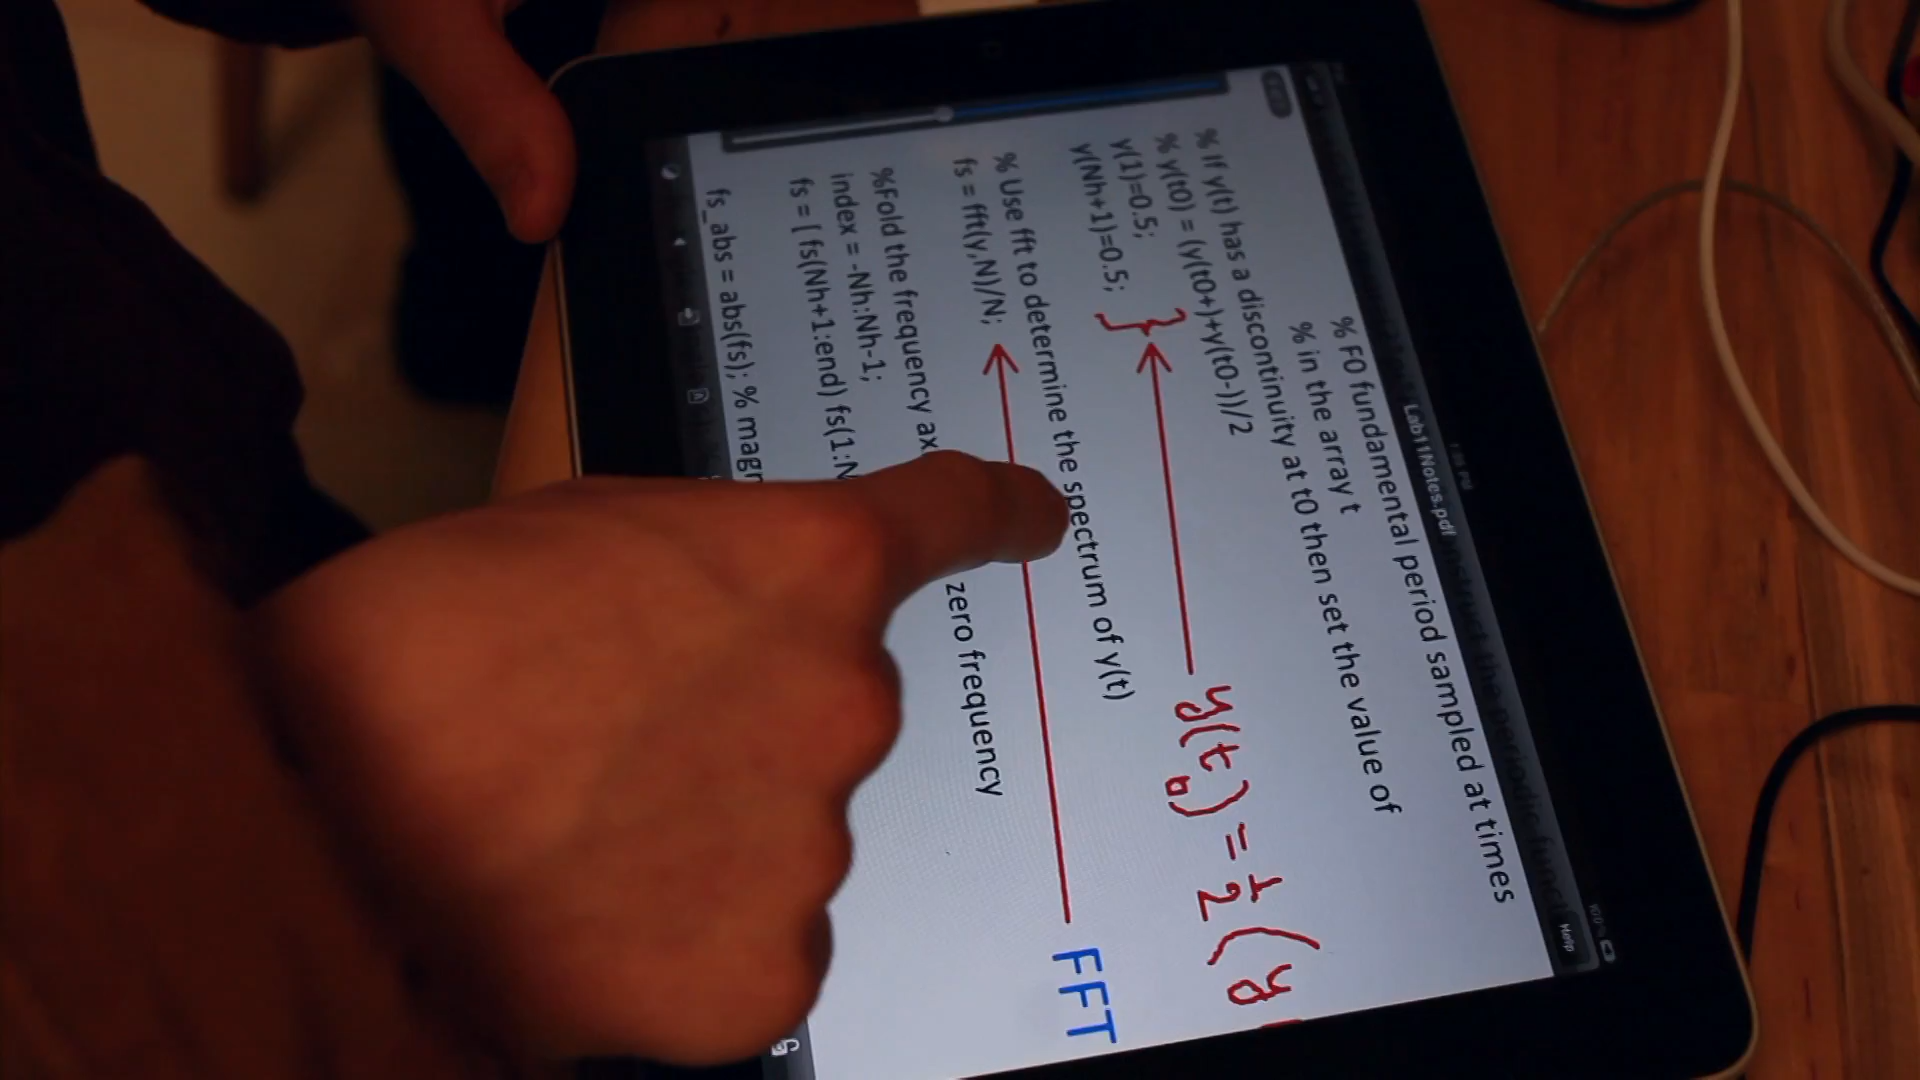 Lab11Notes.pdf
Help
% F0 fundamental period sampled at times
% in the array t
% If y(t) has a discontinuity at t0 then set the value of
% y(t0) = (y(t0+)+y(t0-))/2
y(1)=0.5;
y(Nh+1)=0.5;
y(t0) = 1/2 (y
% Use fft to determine the spectrum of y(t)
fs = fft(y,N)/N;
FFT
%Fold the frequency ax zero frequency
index = -Nh:Nh-1;
fs = [ fs(Nh+1:end) fs(1:N
fs_abs = abs(fs); % magn